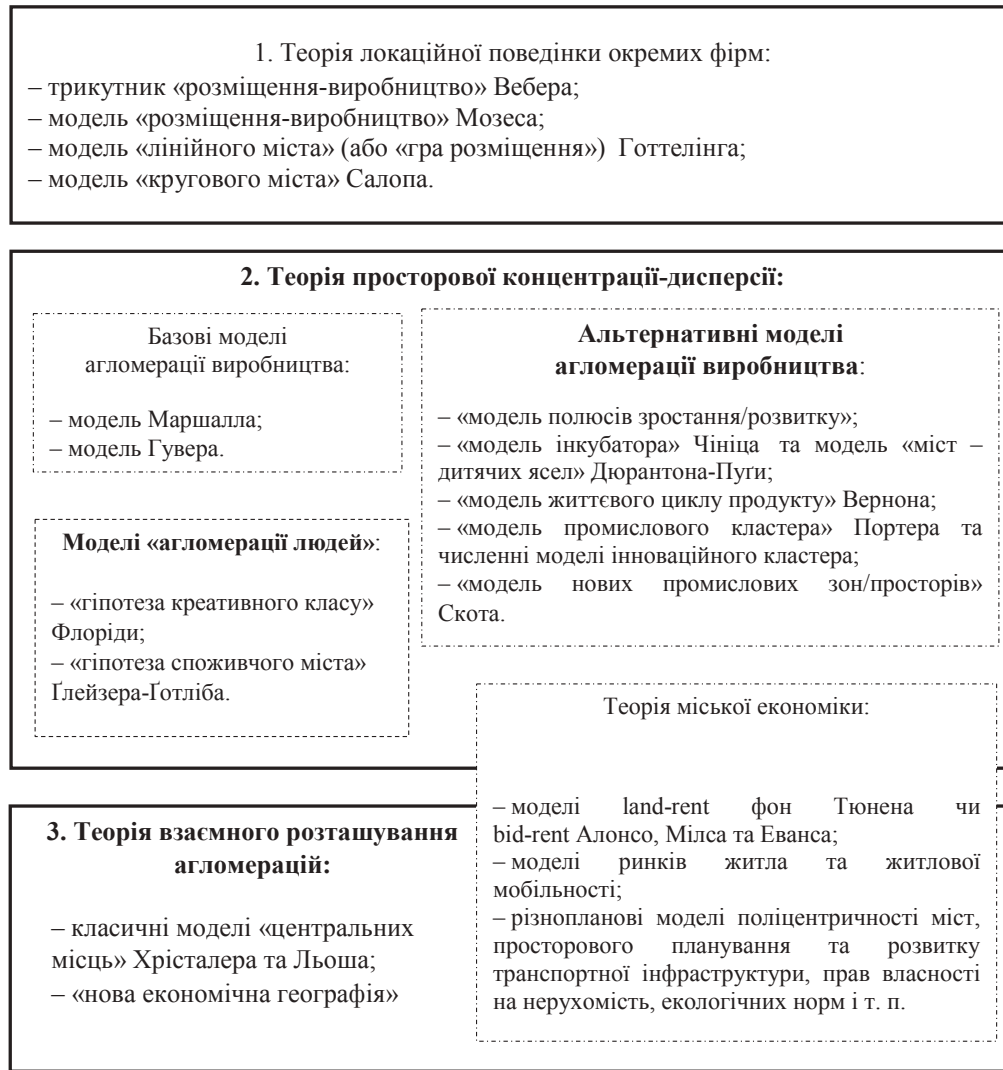 1. Теорія локаційної поведінки окремих фірм:
– трикутник «розміщення-виробництво» Вебера;
– модель «розміщення-виробництво» Мозеса;
– модель «лінійного міста» (або «гра розміщення») Готтелінга;
– модель «кругового міста» Салопа.
2. Теорія просторової концентрації-дисперсії:
Базові моделі
агломерації виробництва:
– модель Маршалла;
– модель Гувера.
Альтернативні моделі
агломерації виробництва:
– «модель полюсів зростання/розвитку»;
– «модель інкубатора» Чініца та модель «міст –
дитячих ясел» Дюрантона-Пуґи;
– «модель життєвого циклу продукту» Вернона;
– «модель промислового кластера» Портера та
численні моделі інноваційного кластера;
– «модель нових промислових зон/просторів»
Скота.
Моделі «агломерації людей»:
– «гіпотеза креативного класу»
Флоріди;
– «гіпотеза споживчого міста»
Ґлейзера-Ґотліба.
Теорія міської економіки:
– моделі land-rent фон Тюнена чи
bid-rent Алонсо, Мілса та Еванса;
– моделі ринків житла та житлової
мобільності;
– різнопланові моделі поліцентричності міст,
просторового планування та розвитку
транспортної інфраструктури, прав власності
на нерухомість, екологічних норм і т. п.
3. Теорія взаємного розташування
агломерацій:
– класичні моделі «центральних
місць» Хрісталера та Льоша;
– «нова економічна географія»